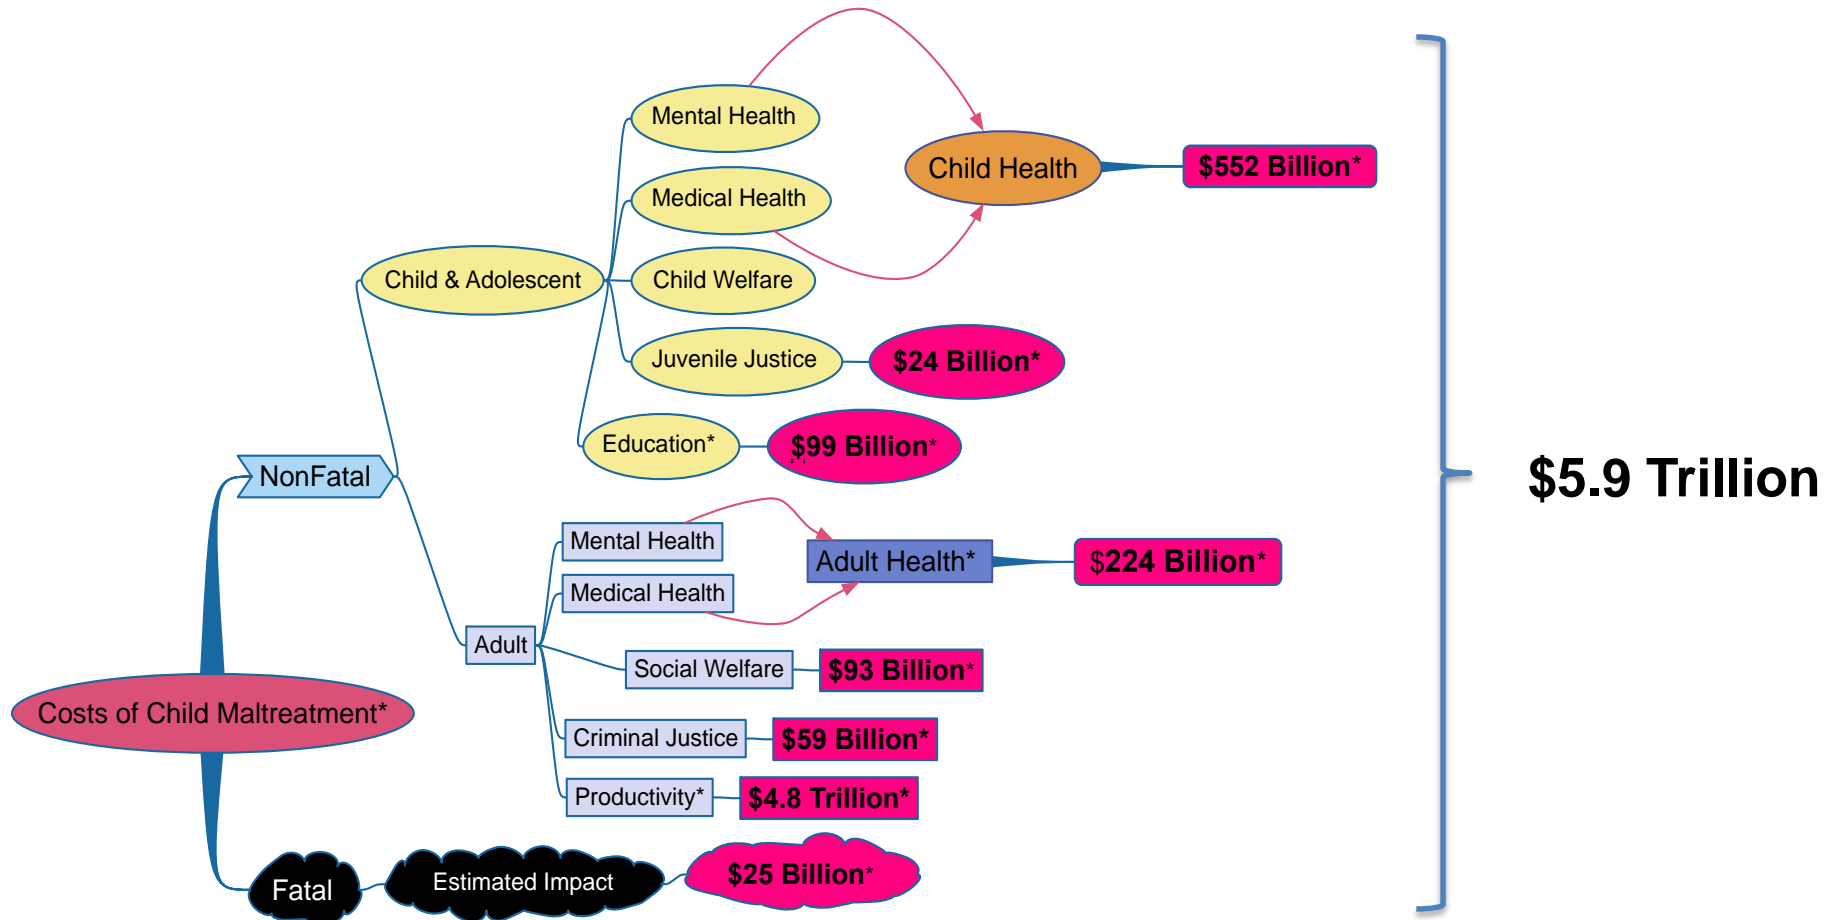 Mental Health
Child Health
$552 Billion*
Medical Health
Child & Adolescent
Child Welfare
Juvenile Justice
$24 Billion*
Education*
$99 Billion*
NonFatal
$5.9 Trillion
Mental Health
Adult Health*
$224 Billion*
Medical Health
Adult
Social Welfare
$93 Billion*
Costs of Child Maltreatment*
Criminal Justice
$59 Billion*
Productivity*
$4.8 Trillion*
Fatal
Estimated Impact
$25 Billion*